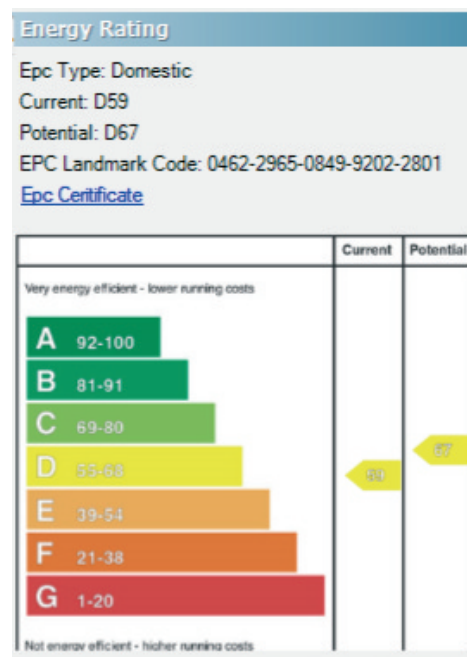 Energy Rating
Epc Type: Domestic
Current: D59
Potential: D67
EPC Landmark Code: 0462-2965-0849-9202-2801
Epc Ceritificate
Current Potential
Very energy efficient - lower running costs
A 92-100
B 81-91
C 69-80
D 55-68
E 39-54
F 21-38
G 1-20
67
59
Not energy efficient - higher running costs